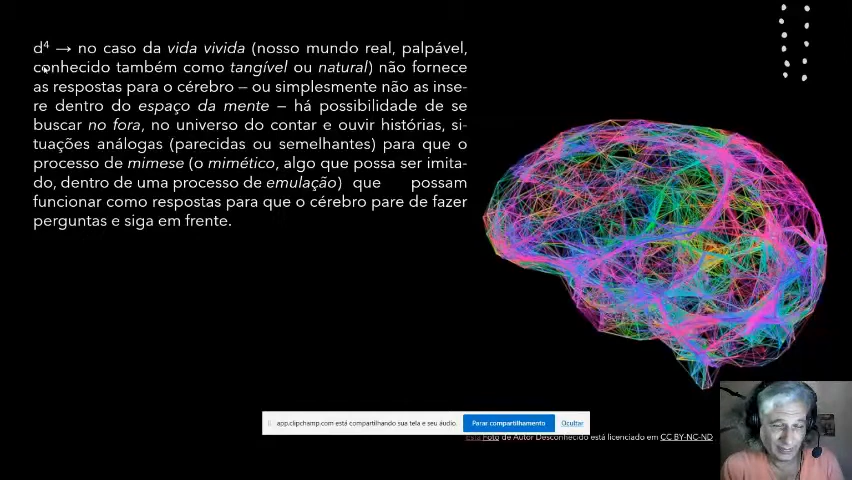 d⁴ → no caso da vida vivida (nosso mundo real, palpável,
conhecido também como tangível ou natural) não fornece
as respostas para o cérebro – ou simplesmente não as inse-
re dentro do espaço da mente – há possibilidade de se
buscar no fora, no universo do contar e ouvir histórias, si-
tuações análogas (parecidas ou semelhantes) para que o
processo de mimese (o mimético, algo que possa ser imita-
do, dentro de uma processo de emulação) que possam
funcionar como respostas para que o cérebro pare de fazer
perguntas e siga em frente.
app.clipchamp.com está compartilhando sua tela e seu áudio.
Parar compartilhamento
Ocultar
Esta Foto de Autor Desconhecido está licenciado em CC BY-NC-ND